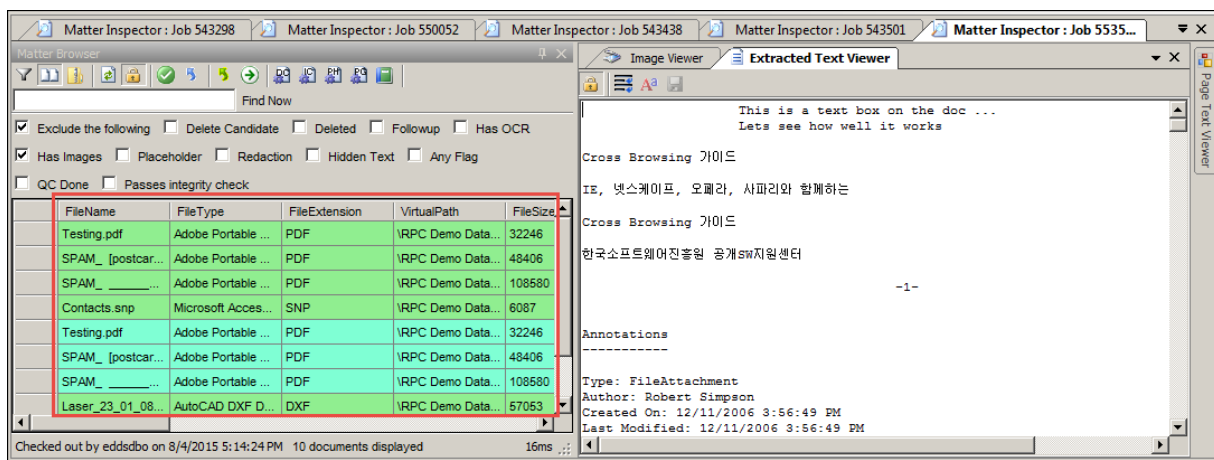 Matter Inspector : Job 543298
Matter Inspector : Job 550052
Matter Inspector : Job 543438
Matter Inspector : Job 543501
Matter Inspector : Job 5535...
Matter Browser
Find Now
Exclude the following Delete Candidate Deleted Followup Has OCR
Has Images Placeholder Redaction Hidden Text Any Flag
QC Done Passes integrity check
FileName FileType FileExtension VirtualPath FileSize
Testing.pdf Adobe Portable ... PDF \RPC Demo Data... 32246
SPAM_ [postcar... Adobe Portable ... PDF \RPC Demo Data... 48406
SPAM_ ______... Adobe Portable ... PDF \RPC Demo Data... 108580
Contacts.snp Microsoft Acces... SNP \RPC Demo Data... 6087
Testing.pdf Adobe Portable ... PDF \RPC Demo Data... 32246
SPAM_ [postcar... Adobe Portable ... PDF \RPC Demo Data... 48406
SPAM_ ______... Adobe Portable ... PDF \RPC Demo Data... 108580
Laser_23_01_08... AutoCAD DXF D... DXF \RPC Demo Data... 57053
Checked out by eddsdbo on 8/4/2015 5:14:24 PM 10 documents displayed 16ms
Image Viewer
Extracted Text Viewer
This is a text box on the doc ...
Lets see how well it works
Cross Browsing 가이드
IE, 넷스케이프, 오페라, 사파리와 함께하는
Cross Browsing 가이드
한국소프트웨어진흥원 공개SW지원센터
-1-
Annotations
-----------
Type: FileAttachment
Author: Robert Simpson
Created On: 12/11/2006 3:56:49 PM
Last Modified: 12/11/2006 3:56:49 PM
Page Text Viewer